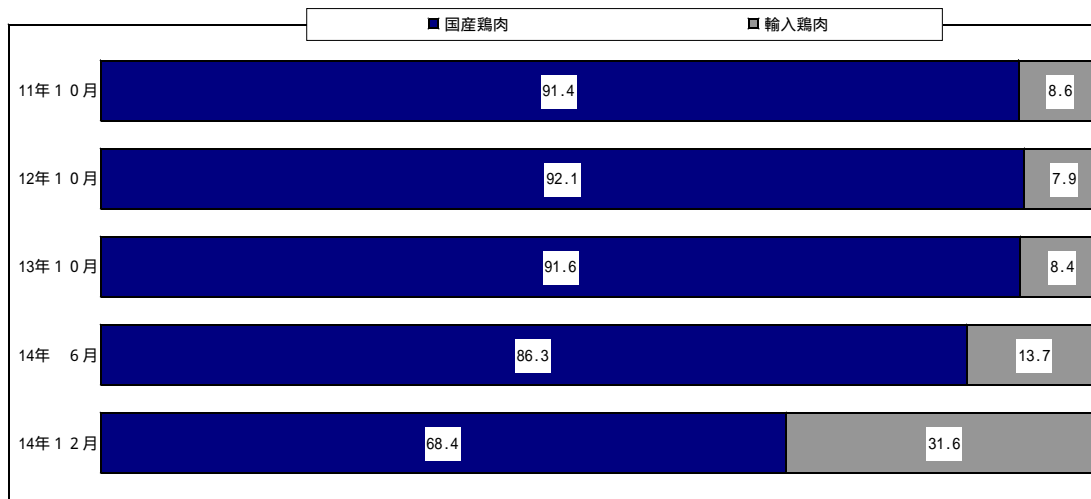 国産鶏肉 輸入鶏肉
11年１０月 91.4 8.6
12年１０月 92.1 7.9
13年１０月 91.6 8.4
14年　６月 86.3 13.7
14年１２月 68.4 31.6